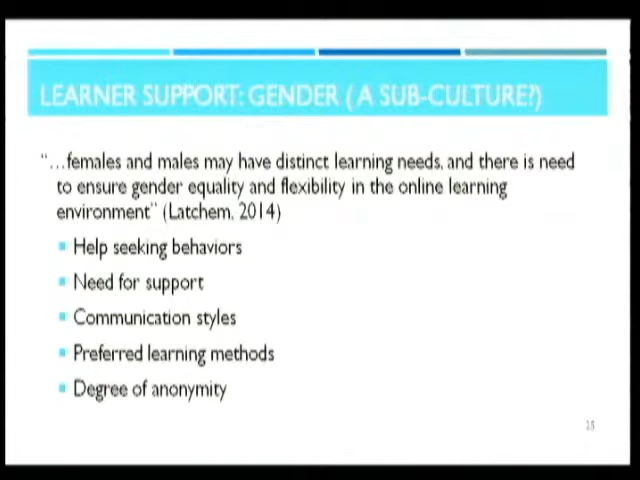 LEARNER SUPPORT: GENDER ( A SUB-CULTURE?)
"…females and males may have distinct learning needs, and there is need
to ensure gender equality and flexibility in the online learning
environment" (Latchem, 2014)
Help seeking behaviors
Need for support
Communication styles
Preferred learning methods
Degree of anonymity